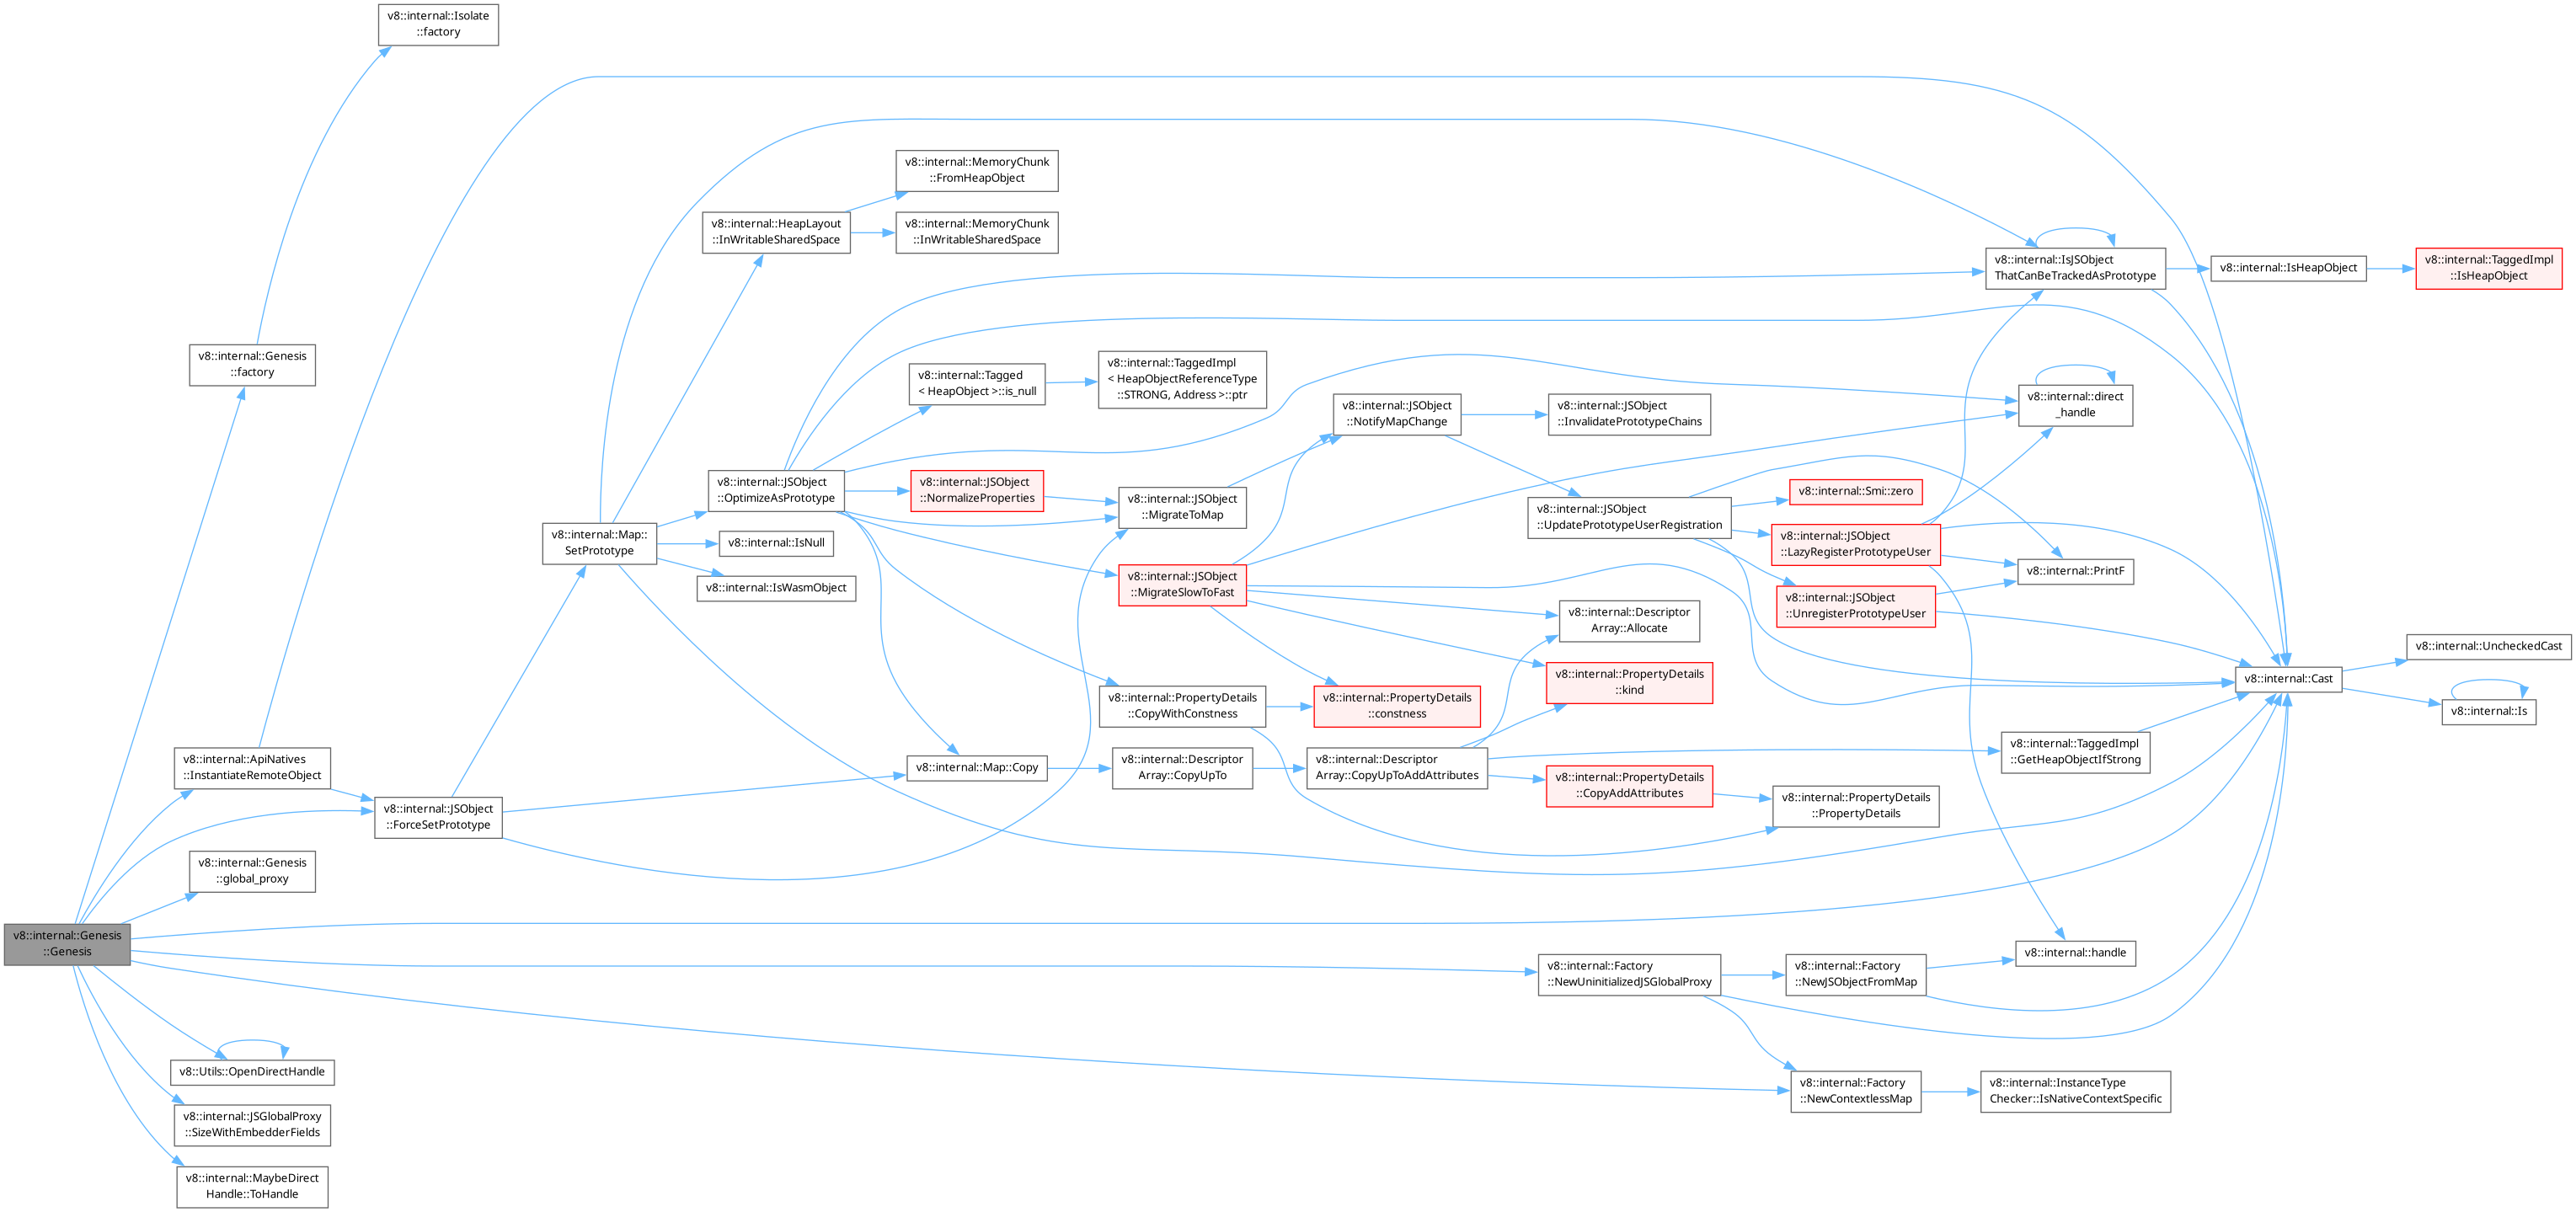 v8::internal::Isolate
::factory
v8::internal::MemoryChunk
::FromHeapObject
v8::internal::HeapLayout
::InWritableSharedSpace
v8::internal::MemoryChunk
::InWritableSharedSpace
v8::internal::IsJSObject
ThatCanBeTrackedAsPrototype
v8::internal::IsHeapObject
v8::internal::TaggedImpl
::IsHeapObject
v8::internal::Genesis
::factory
v8::internal::Tagged
< HeapObject >::is_null
v8::internal::TaggedImpl
< HeapObjectReferenceType
::STRONG, Address >::ptr
v8::internal::JSObject
::NotifyMapChange
v8::internal::JSObject
::InvalidatePrototypeChains
v8::internal::direct
_handle
v8::internal::JSObject
::OptimizeAsPrototype
v8::internal::JSObject
::NormalizeProperties
v8::internal::JSObject
::MigrateToMap
v8::internal::JSObject
::UpdatePrototypeUserRegistration
v8::internal::Smi::zero
v8::internal::Map::
SetPrototype
v8::internal::IsNull
v8::internal::IsWasmObject
v8::internal::JSObject
::MigrateSlowToFast
v8::internal::JSObject
::LazyRegisterPrototypeUser
v8::internal::PrintF
v8::internal::JSObject
::UnregisterPrototypeUser
v8::internal::Descriptor
Array::Allocate
v8::internal::PropertyDetails
::kind
v8::internal::UncheckedCast
v8::internal::Cast
v8::internal::Is
v8::internal::PropertyDetails
::CopyWithConstness
v8::internal::PropertyDetails
::constness
v8::internal::ApiNatives
::InstantiateRemoteObject
v8::internal::Map::Copy
v8::internal::Descriptor
Array::CopyUpTo
v8::internal::Descriptor
Array::CopyUpToAddAttributes
v8::internal::TaggedImpl
::GetHeapObjectIfStrong
v8::internal::PropertyDetails
::CopyAddAttributes
v8::internal::PropertyDetails
::PropertyDetails
v8::internal::JSObject
::ForceSetPrototype
v8::internal::Genesis
::global_proxy
v8::internal::Genesis
::Genesis
v8::internal::handle
v8::internal::Factory
::NewUninitializedJSGlobalProxy
v8::internal::Factory
::NewJSObjectFromMap
v8::Utils::OpenDirectHandle
v8::internal::Factory
::NewContextlessMap
v8::internal::InstanceType
Checker::IsNativeContextSpecific
v8::internal::JSGlobalProxy
::SizeWithEmbedderFields
v8::internal::MaybeDirect
Handle::ToHandle